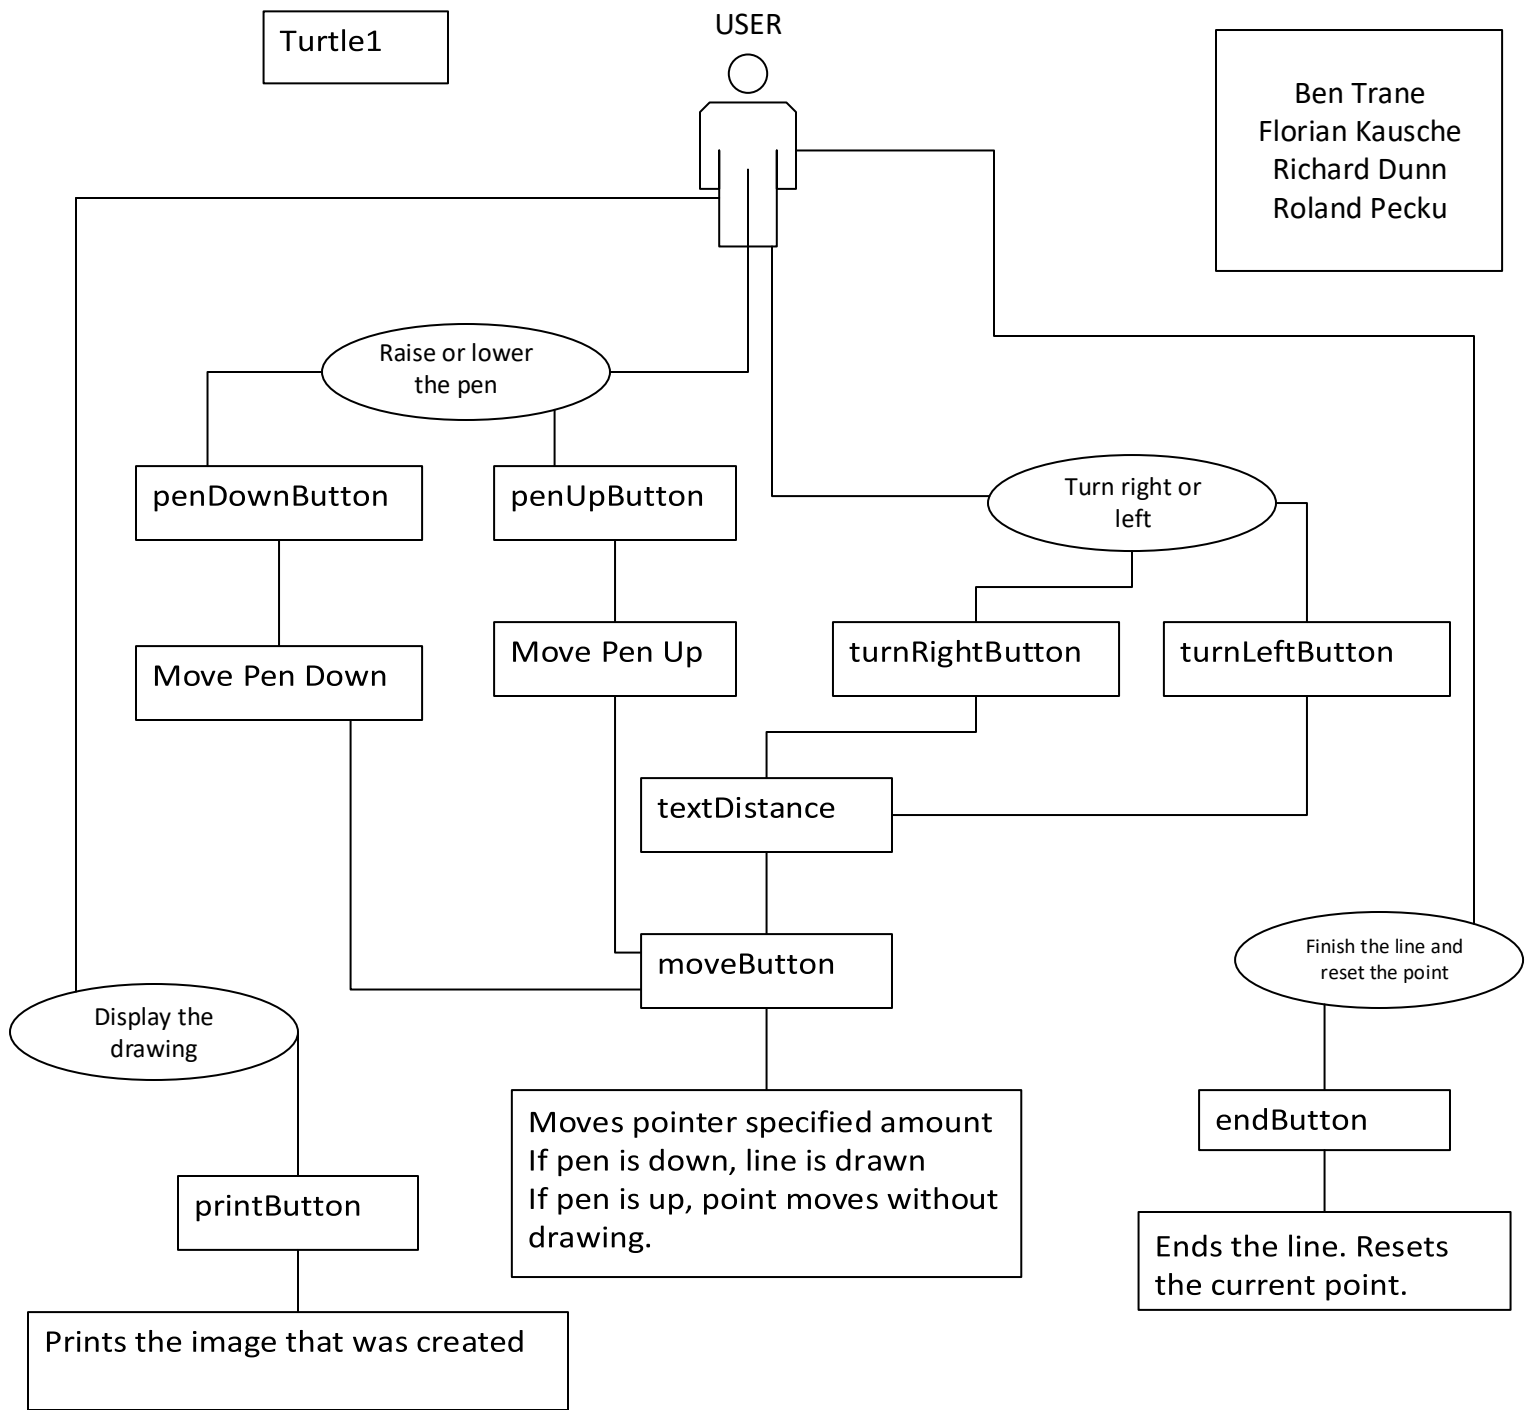 Turtle1
USER
Ben Trane
Florian Kausche
Richard Dunn
Roland Pecku
Raise or lower
the pen
penDownButton
penUpButton
Turn right or
left
Move Pen Down
Move Pen Up
turnRightButton
turnLeftButton
textDistance
moveButton
Finish the line and
reset the point
Display the
drawing
Moves pointer specified amount
If pen is down, line is drawn
If pen is up, point moves without
drawing.
endButton
printButton
Ends the line. Resets
the current point.
Prints the image that was created